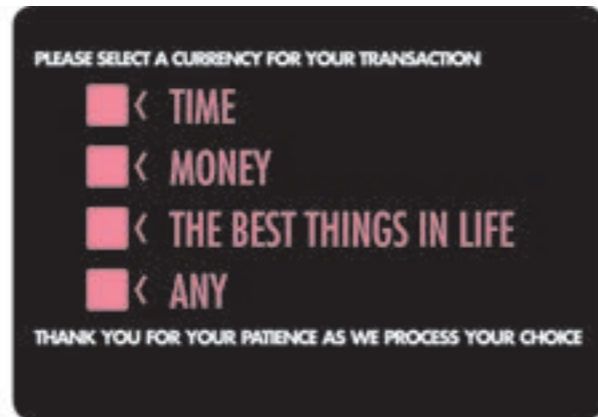 PLEASE SELECT A CURRENCY FOR YOUR TRANSACTION
< TIME
< MONEY
< THE BEST THINGS IN LIFE
< ANY
THANK YOU FOR YOUR PATIENCE AS WE PROCESS YOUR CHOICE